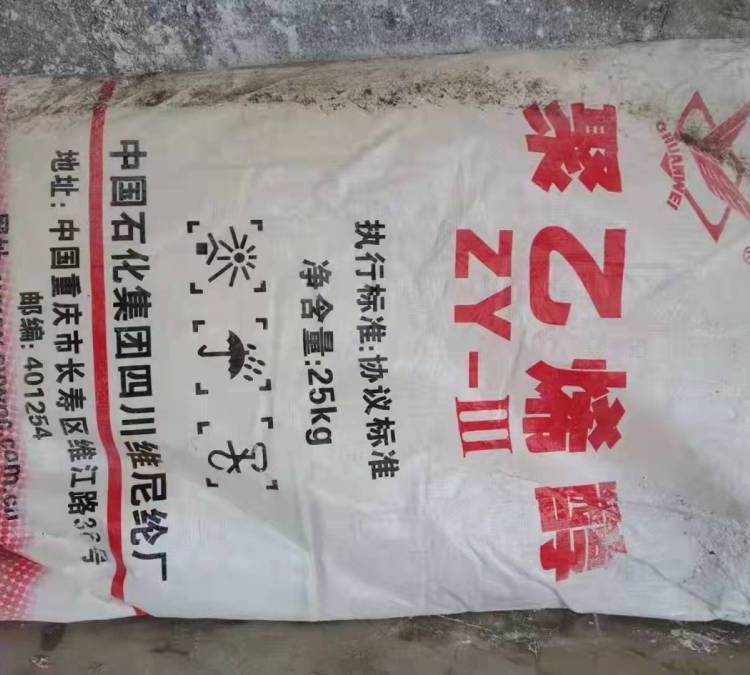 CHUANWEI
聚乙烯醇
ZY-III
执行标准:协议标准
净含量:25kg
中国石化集团四川维尼纶厂
地址:中国重庆市长寿区维江路36号
邮编:401254